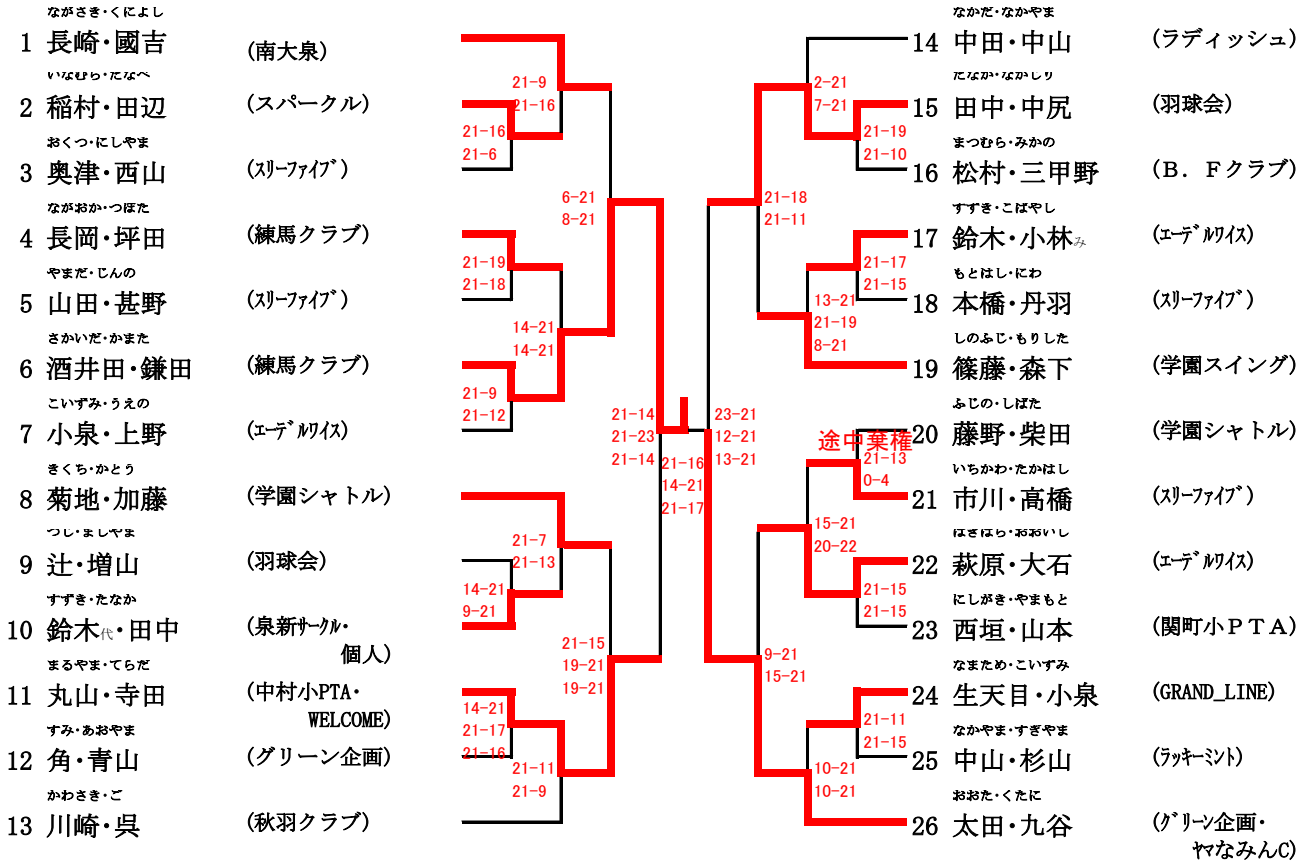 ながさき・くによし
1 長崎・國吉 (南大泉)
いなむら・たなべ
2 稲村・田辺 (スパークル)
おくつ・にしやま
3 奥津・西山 (ｽﾘｰﾌｧｲﾌﾞ)
ながおか・つぼた
4 長岡・坪田 (練馬クラブ)
やまだ・じんの
5 山田・甚野 (ｽﾘｰﾌｧｲﾌﾞ)
さかいだ・かまた
6 酒井田・鎌田 (練馬クラブ)
こいずみ・うえの
7 小泉・上野 (ｴｰﾃﾞﾙﾜｲｽ)
きくち・かとう
8 菊地・加藤 (学園シャトル)
つじ・ましやま
9 辻・増山 (羽球会)
すずき・たなか
10 鈴木代・田中 (泉新ｻｰｸﾙ・
個人)
まるやま・てらだ
11 丸山・寺田 (中村小PTA・
WELCOME)
すみ・あおやま
12 角・青山 (グリーン企画)
かわさき・ご
13 川崎・呉 (秋羽クラブ)
21-9
21-16
21-16
21-6
6-21
8-21
21-19
21-18
14-21
14-21
21-9
21-12
21-14
21-23
21-14
21-7
21-13
14-21
9-21
21-15
19-21
19-21
14-21
21-17
21-16
21-11
21-9
21-16
14-21
21-17
23-21
12-21
13-21
2-21
7-21
21-19
21-10
21-18
21-11
21-17
21-15
13-21
21-19
8-21
途中棄権
21-13
0-4
15-21
20-22
21-15
21-15
9-21
15-21
21-11
21-15
10-21
10-21
なかだ・なかやま
14 中田・中山 (ラディッシュ)
たなか・なかじり
15 田中・中尻 (羽球会)
まつむら・みかの
16 松村・三甲野 (Ｂ．Ｆクラブ)
すずき・こばやし
17 鈴木・小林み (ｴｰﾃﾞﾙﾜｲｽ)
もとはし・にわ
18 本橋・丹羽 (ｽﾘｰﾌｧｲﾌﾞ)
しのふじ・もりした
19 篠藤・森下 (学園スイング)
ふじの・しばた
20 藤野・柴田 (学園シャトル)
いちかわ・たかはし
21 市川・高橋 (ｽﾘｰﾌｧｲﾌﾞ)
はぎはら・おおいし
22 萩原・大石 (ｴｰﾃﾞﾙﾜｲｽ)
にしがき・やまもと
23 西垣・山本 (関町小ＰＴＡ)
なまため・こいずみ
24 生天目・小泉 (GRAND_LINE)
なかやま・すぎやま
25 中山・杉山 (ﾗｯｷｰﾐﾝﾄ)
おおた・くたに
26 太田・九谷 (ｸﾞﾘｰﾝ企画・
ﾔﾏなみんC)